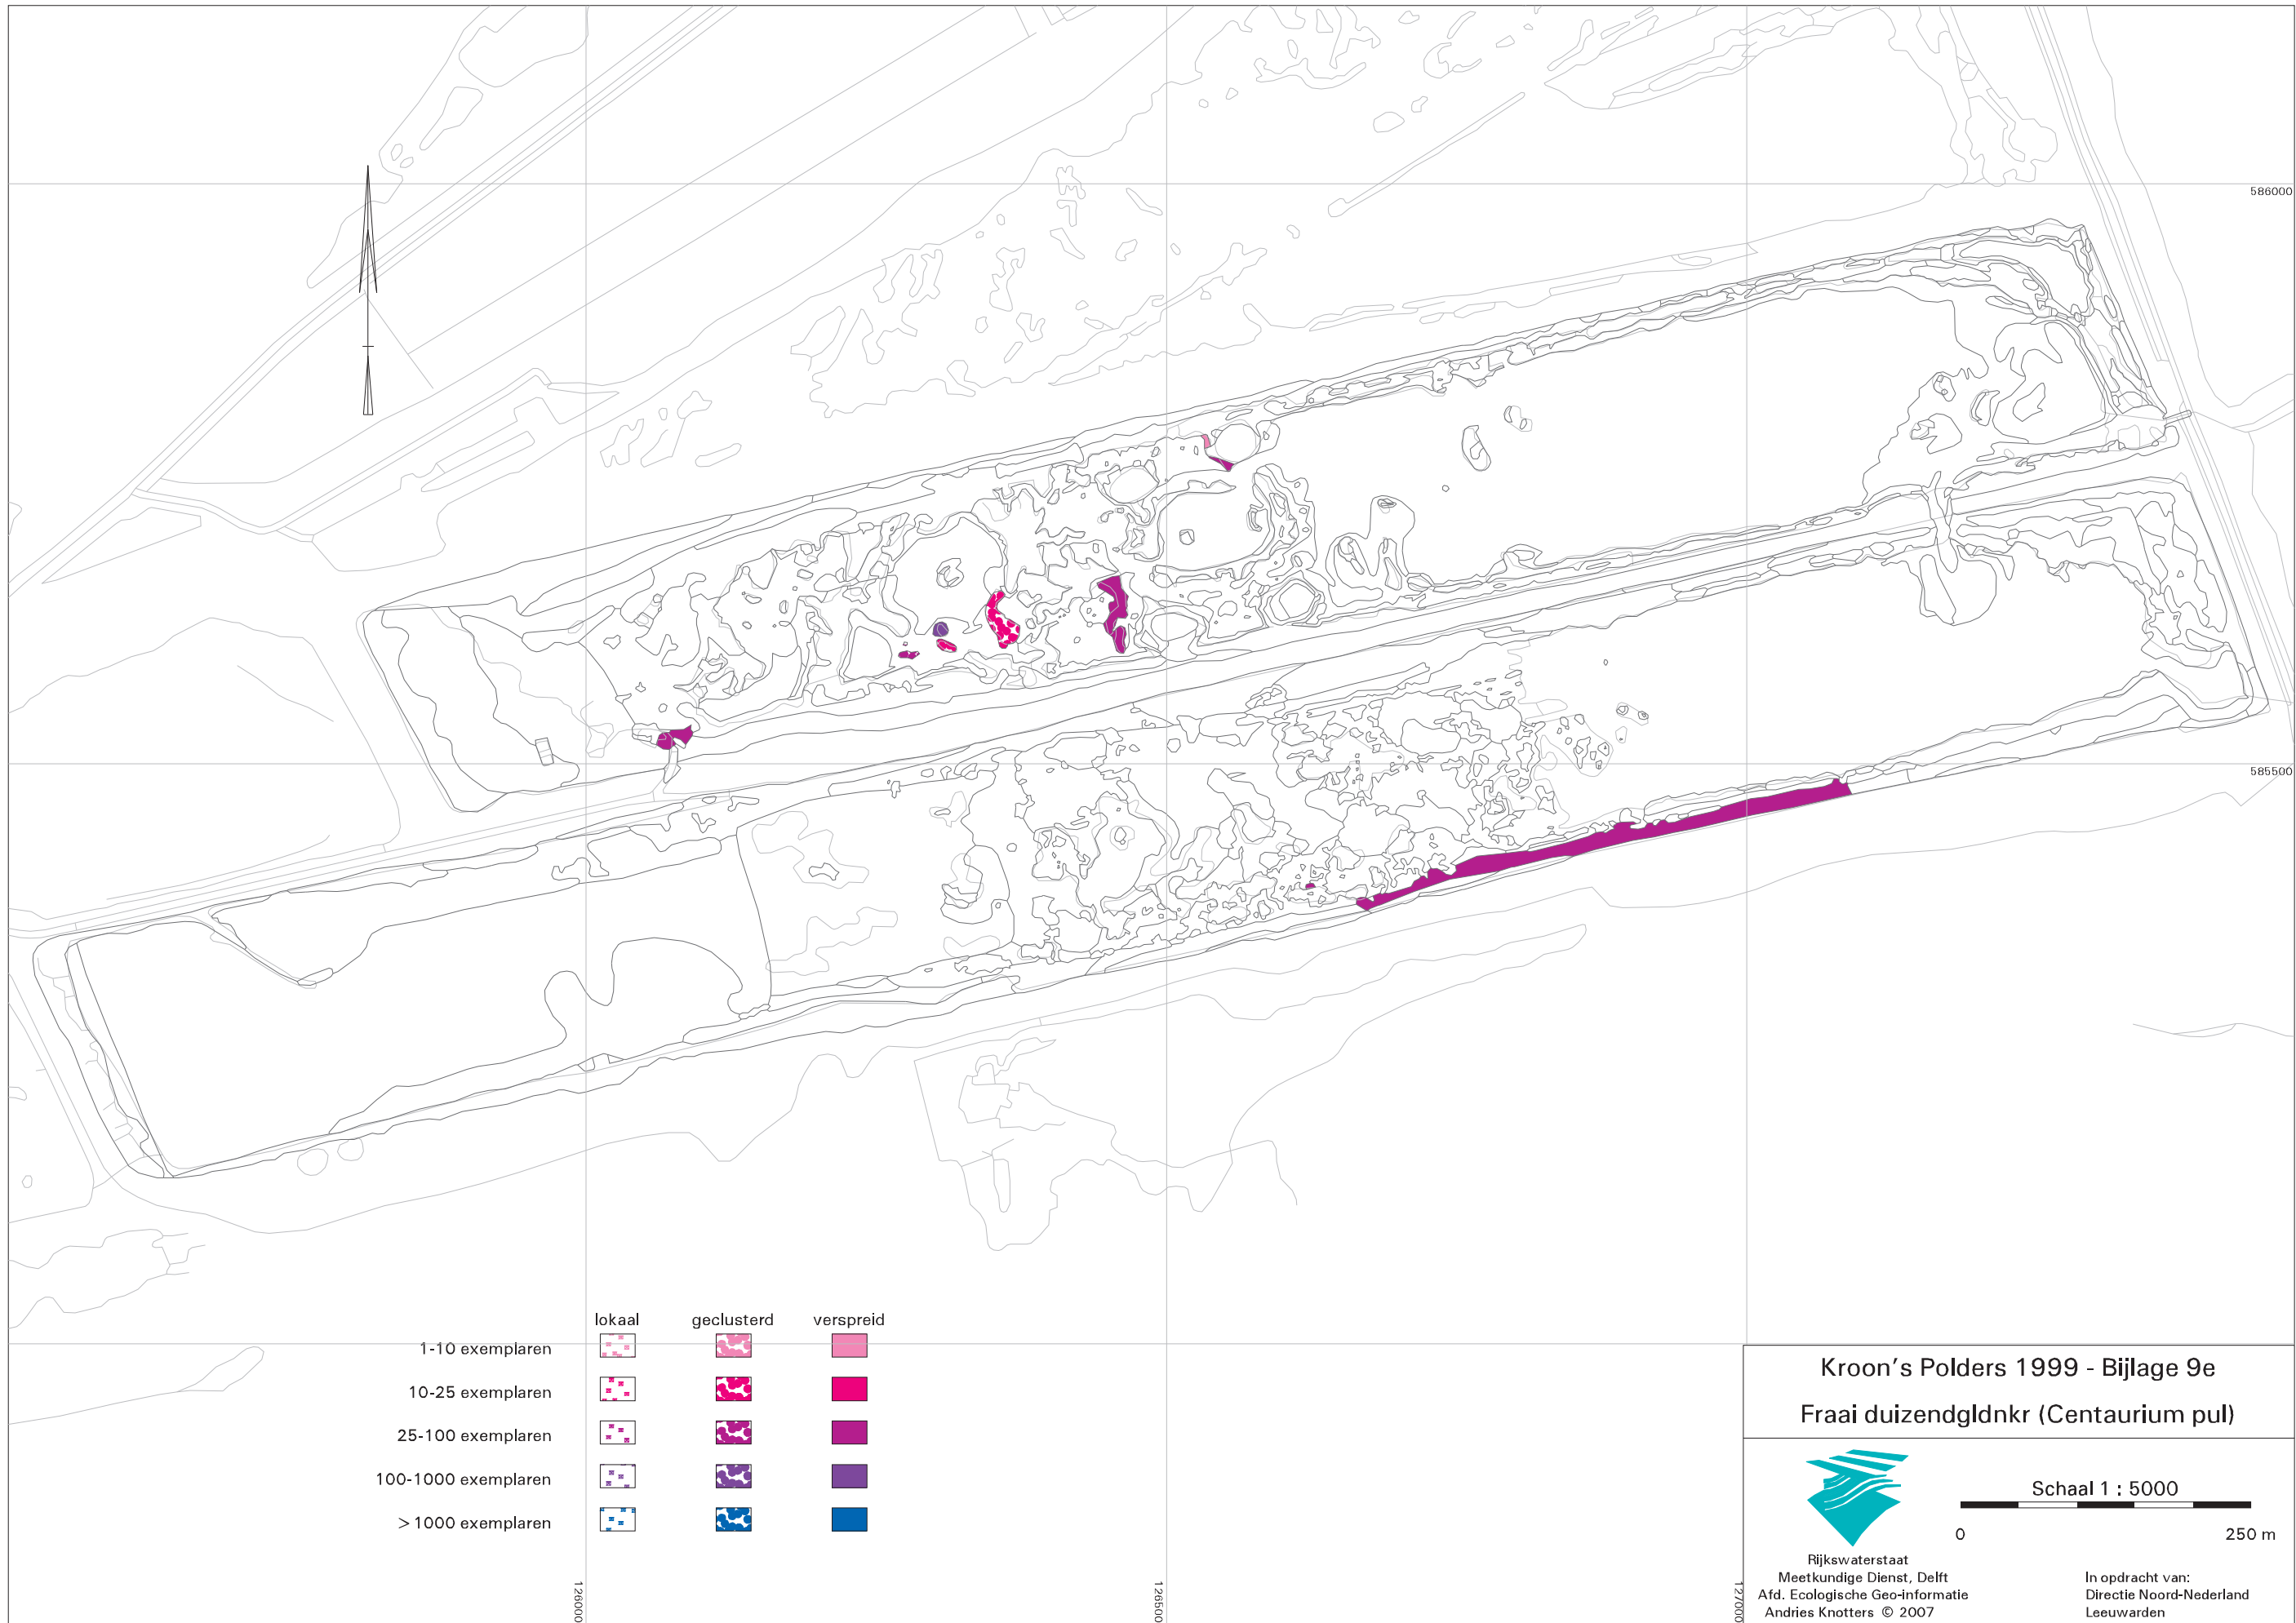 586000
585500
lokaal geclusterd verspreid
1-10 exemplaren
10-25 exemplaren
25-100 exemplaren
100-1000 exemplaren
>1000 exemplaren
126000
126500
127000
Kroon's Polders 1999 - Bijlage 9e
Fraai duizendgldnkr (Centaurium pul)
Schaal 1 : 5000
0 250 m
Rijkswaterstaat
Meetkundige Dienst, Delft
Afd. Ecologische Geo-informatie
Andries Knotters © 2007
In opdracht van:
Directie Noord-Nederland
Leeuwarden